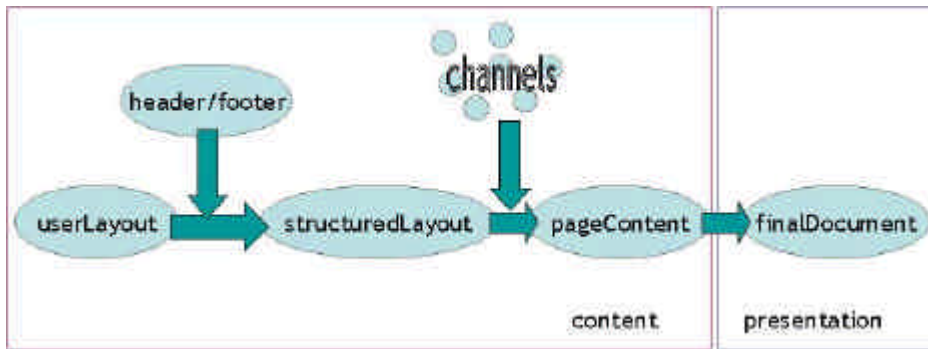 channels
header/footer
userLayout
structuredLayout
pageContent
finalDocument
content
presentation